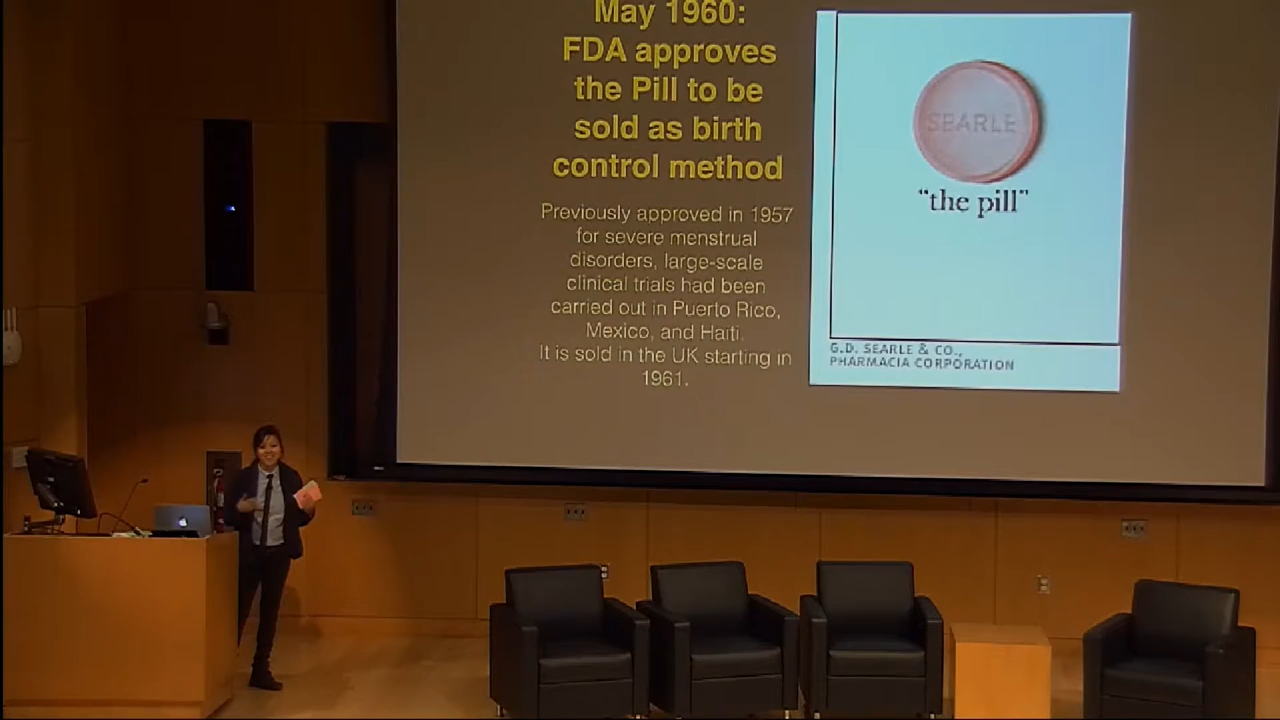 May 1960:
FDA approves
the Pill to be
sold as birth
control method
Previously approved in 1957
for severe menstrual
disorders, large-scale
clinical trials had been
carried out in Puerto Rico,
Mexico, and Haiti.
It is sold in the UK starting in
1961.
SEARLE
“the pill”
G.D. SEARLE & CO.,
PHARMACIA CORPORATION